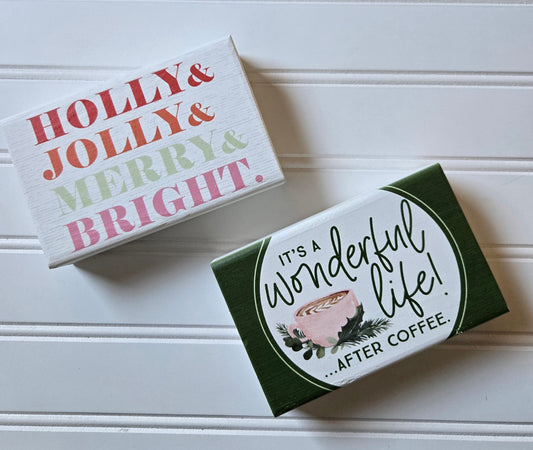 HOLLY&
JOLLY&
MERRY&
BRIGHT.
IT'S A
wonderful
life!
...AFTER COFFEE.